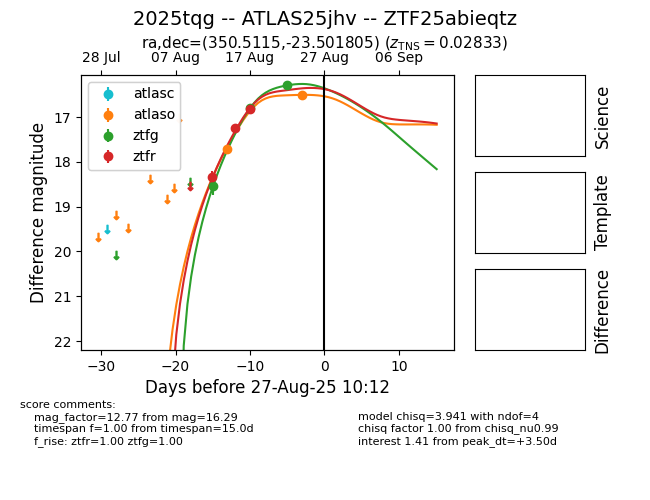 2025tqg -- ATLAS25jhv -- ZTF25abieqtz
ra,dec=(350.5115,-23.501805) (z_TNS = 0.02833)
28 Jul 07 Aug 17 Aug 27 Aug 06 Sep
atlasc
atlaso
ztfg
ztfr
Difference magnitude
17
18
19
20
21
22
−30 −20 −10 0 10
Days before 27-Aug-25 10:12
Science
Template
Difference
score comments:
mag_factor=12.77 from mag=16.29
timespan f=1.00 from timespan=15.0d
f_rise: ztfr=1.00 ztfg=1.00
model chisq=3.941 with ndof=4
chisq factor 1.00 from chisq_nu0.99
interest 1.41 from peak_dt=+3.50d